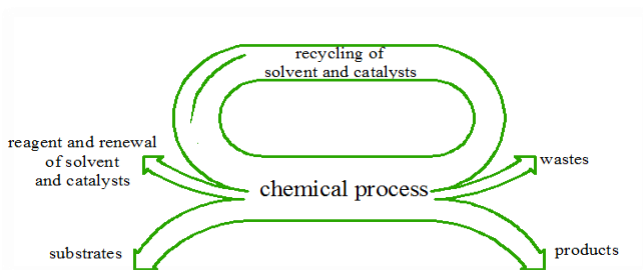 recycling of
solvent and catalysts
reagent and renewal
of solvent
and catalysts
wastes
chemical process
substrates
products